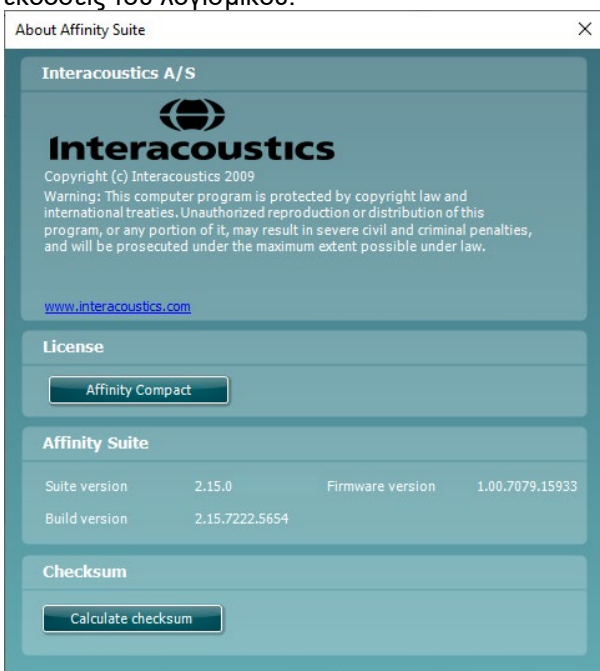 εκδόσεις του λογισμικού.
About Affinity Suite
Interacoustics A/S
Interacoustics
Copyright (c) Interacoustics 2009
Warning: This computer program is protected by copyright law and
international treaties. Unauthorized reproduction or distribution of this
program, or any portion of it, may result in severe civil and criminal penalties,
and will be prosecuted under the maximum extent possible under law.
www.interacoustics.com
License
Affinity Compact
Affinity Suite
Suite version 2.15.0 Firmware version 1.00.7079.15933
Build version 2.15.7222.5654
Checksum
Calculate checksum